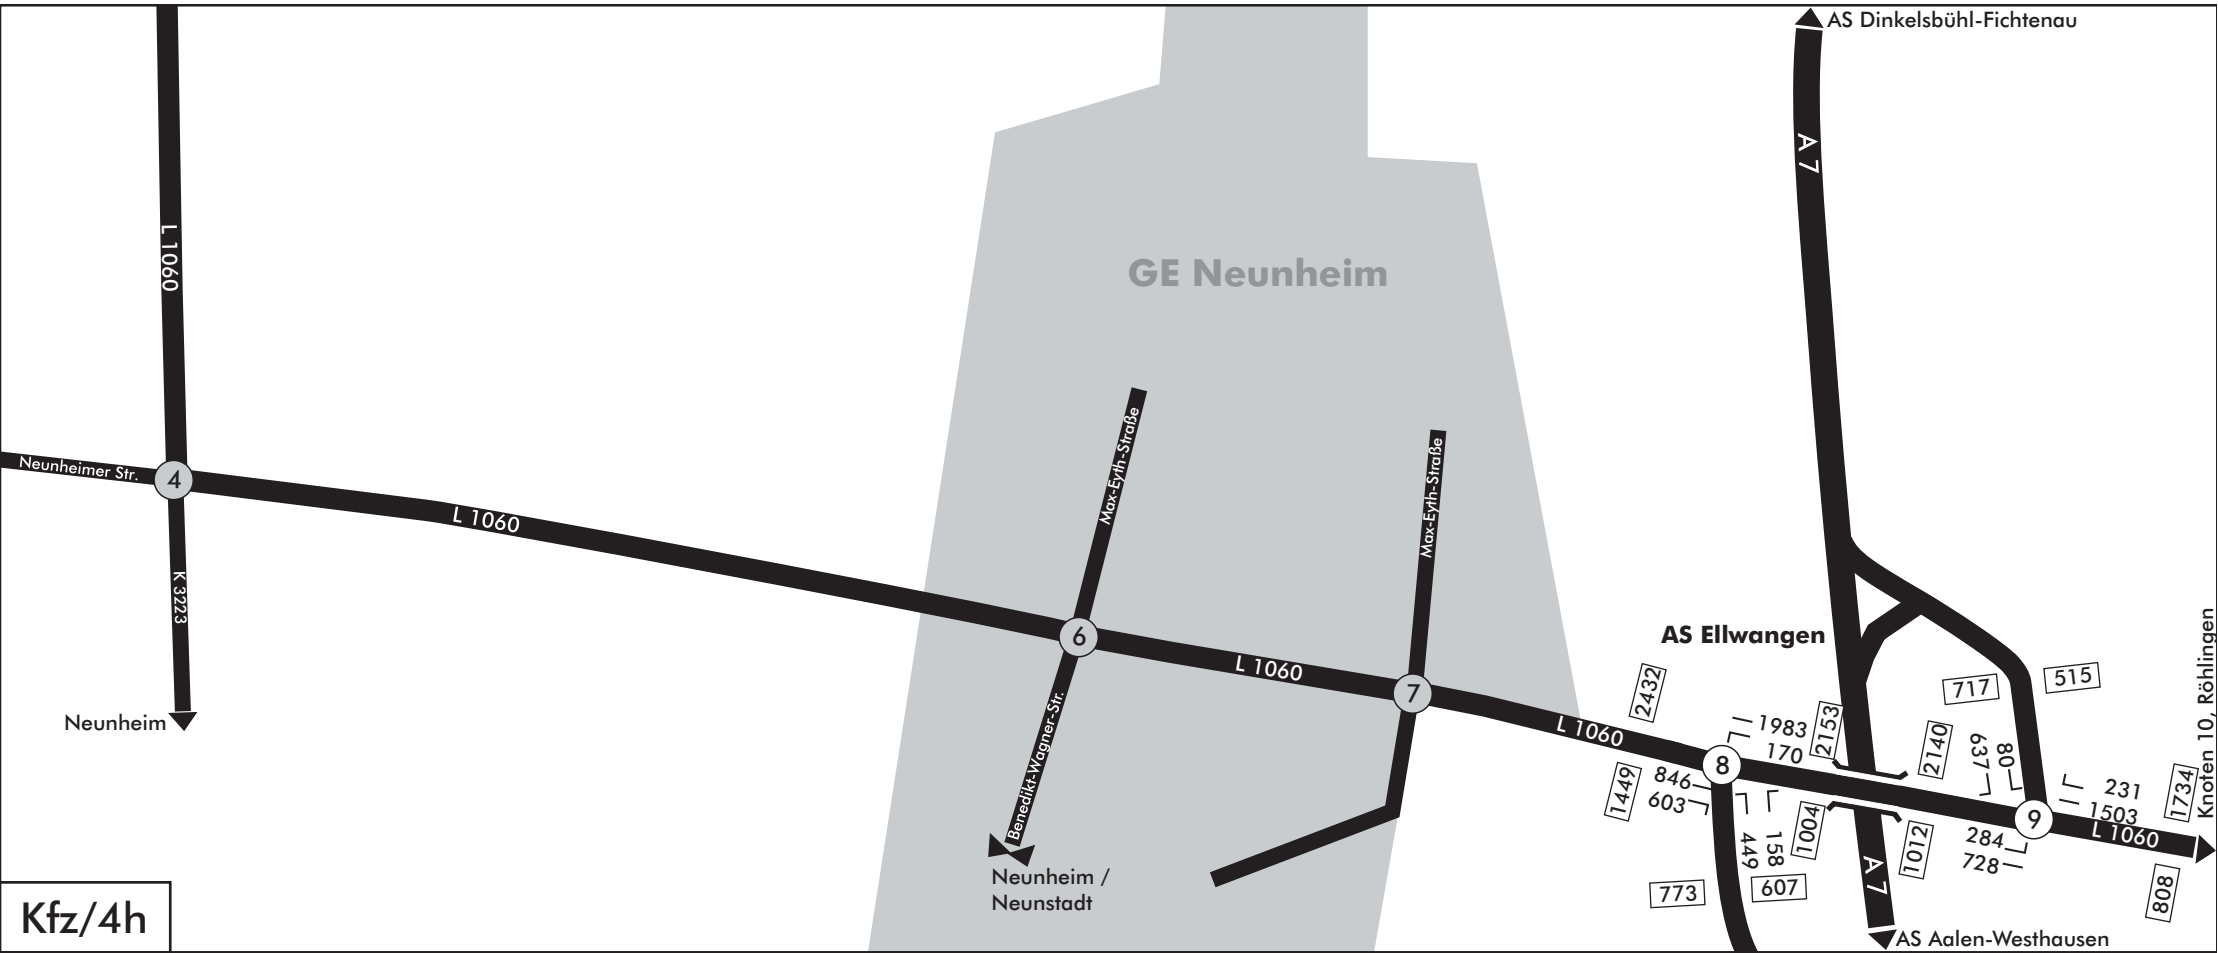 AS Dinkelsbühl-Fichtenau
A 7
L 1060
GE Neunheim
Neunheimer Str.
4
L 1060
Max-Eyth-Straße
Max-Eyth-Straße
K 3223
Neunheim
6
L 1060
7
Benedikt-Wagner-Str.
Neunheim /
Neunstadt
AS Ellwangen
L 1060
2432
1449
1983
170
846
603
8
2153
1004
449
158
773
607
2140
1012
717
515
637
80
231
1503
284
728
9
L 1060
1734
808
Knoten 10, Röhlingen
A 7
AS Aalen-Westhausen
Kfz/4h